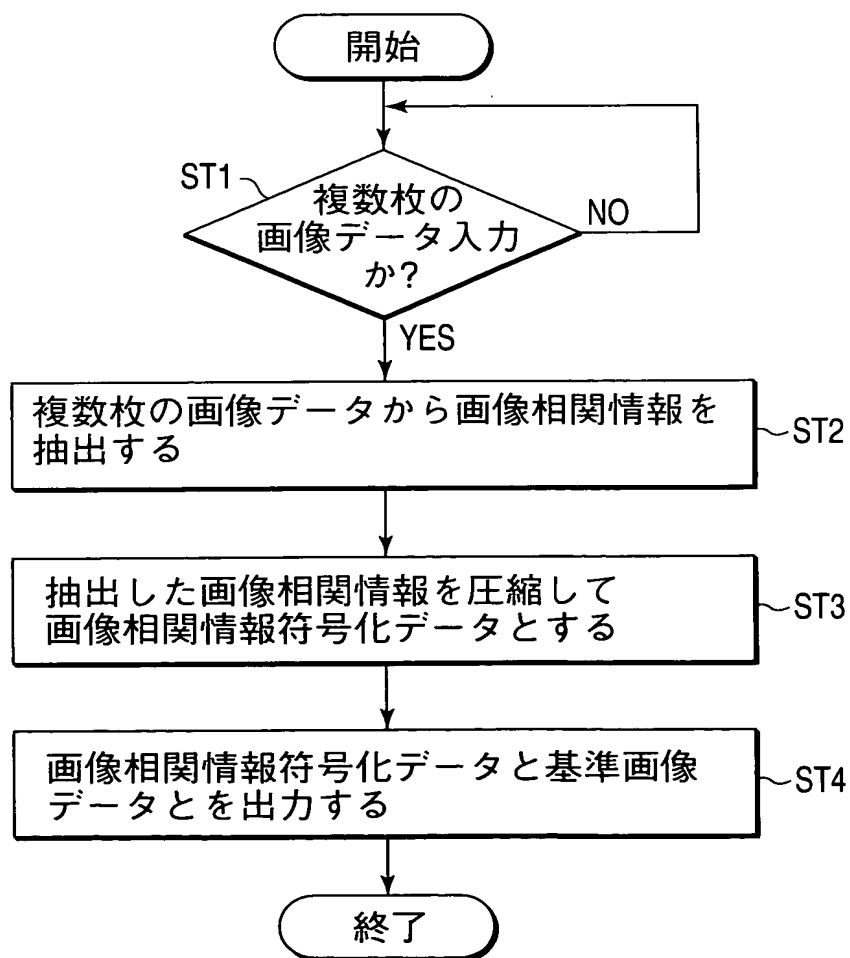 開始
ST1
複数枚の
画像データ入力
か?
NO
YES
複数枚の画像データから画像相関情報を
抽出する
ST2
抽出した画像相関情報を圧縮して
画像相関情報符号化データとする
ST3
画像相関情報符号化データと基準画像
データとを出力する
ST4
終了